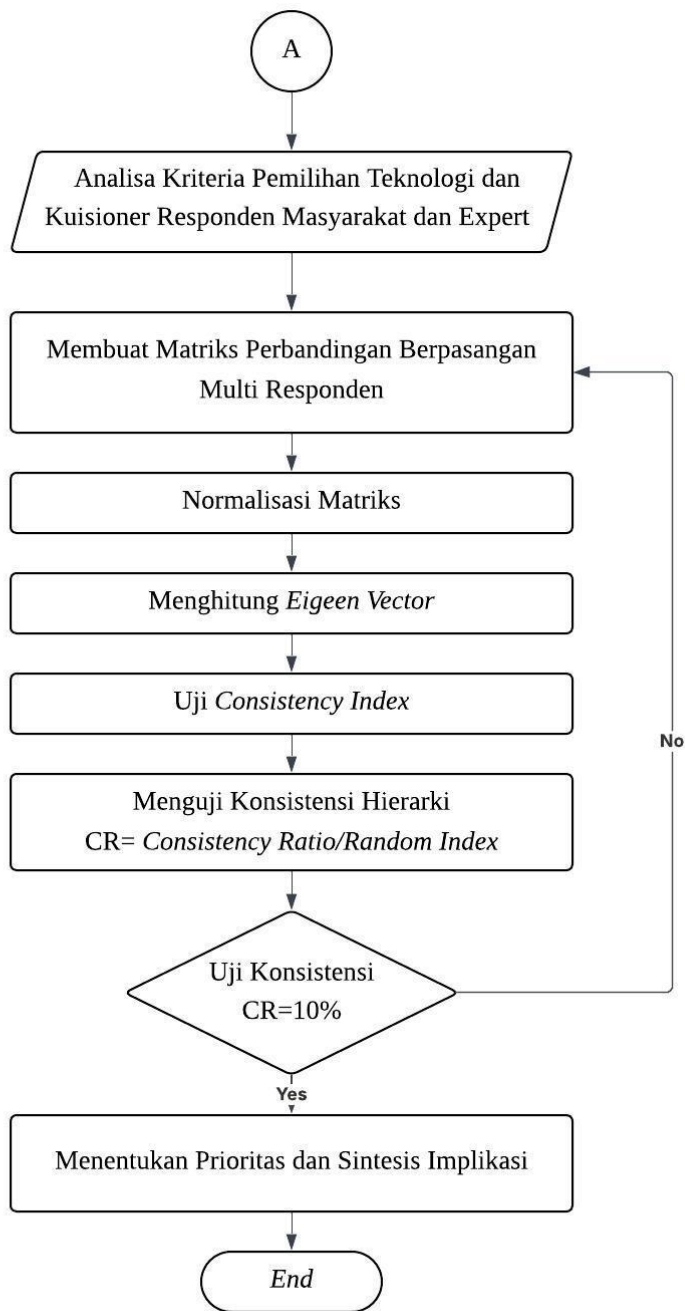 A
Analisa Kriteria Pemilihan Teknologi dan
Kuisioner Responden Masyarakat dan Expert
Membuat Matriks Perbandingan Berpasangan
Multi Responden
Normalisasi Matriks
Menghitung Eigeen Vector
Uji Consistency Index
No
Menguji Konsistensi Hierarki
CR= Consistency Ratio/Random Index
Uji Konsistensi
CR=10%
Yes
Menentukan Prioritas dan Sintesis Implikasi
End